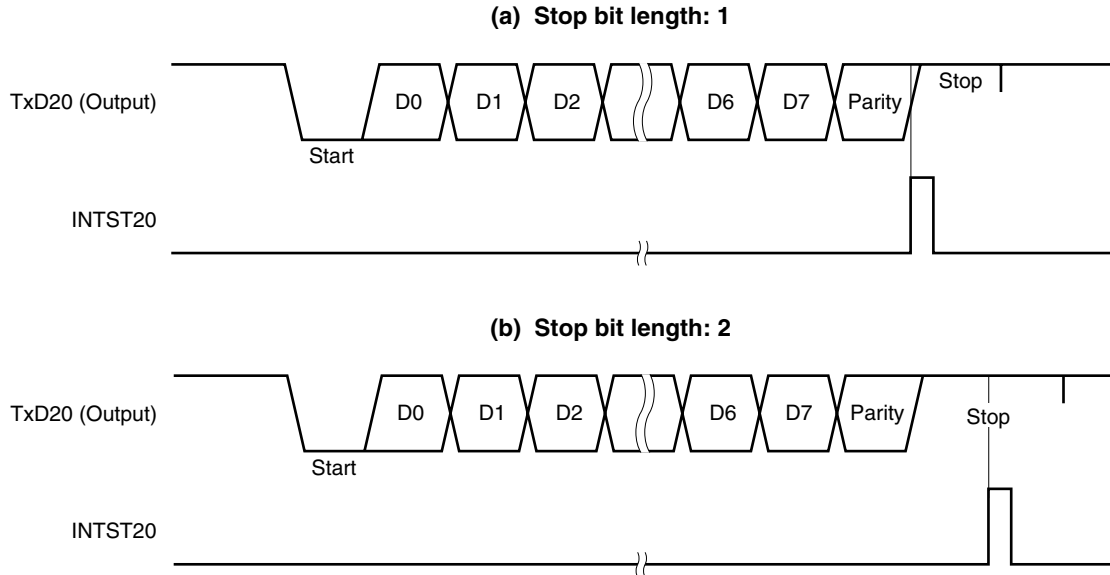 (a) Stop bit length: 1
TxD20 (Output)
D0 D1 D2 D6 D7 Parity Stop
Start
INTST20
(b) Stop bit length: 2
TxD20 (Output)
D0 D1 D2 D6 D7 Parity Stop
Start
INTST20